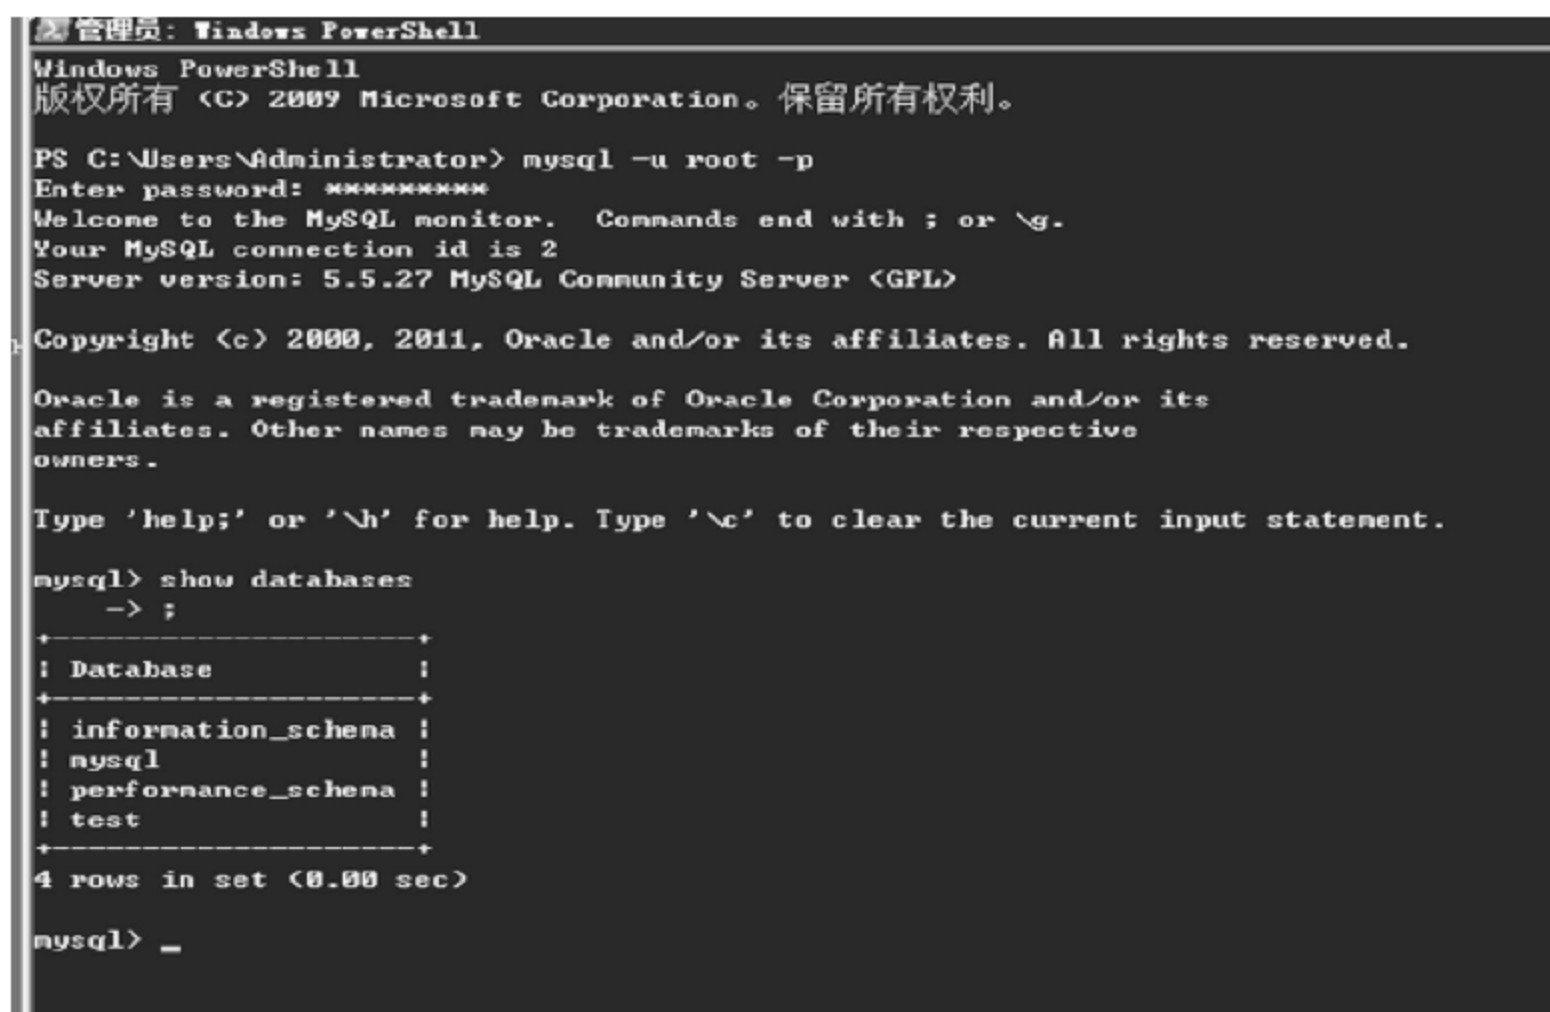 管理员: Windows PowerShell
Windows PowerShell
版权所有 (C) 2009 Microsoft Corporation。保留所有权利。
PS C:\Users\Administrator> mysql -u root -p
Enter password: *********
Welcome to the MySQL monitor.  Commands end with ; or \g.
Your MySQL connection id is 2
Server version: 5.5.27 MySQL Community Server (GPL)
Copyright (c) 2000, 2011, Oracle and/or its affiliates. All rights reserved.
Oracle is a registered trademark of Oracle Corporation and/or its
affiliates. Other names may be trademarks of their respective
owners.
Type 'help;' or '\h' for help. Type '\c' to clear the current input statement.
mysql> show databases
    -> ;
+--------------------+
| Database           |
+--------------------+
| information_schema |
| mysql              |
| performance_schema |
| test               |
+--------------------+
4 rows in set (0.00 sec)
mysql> _